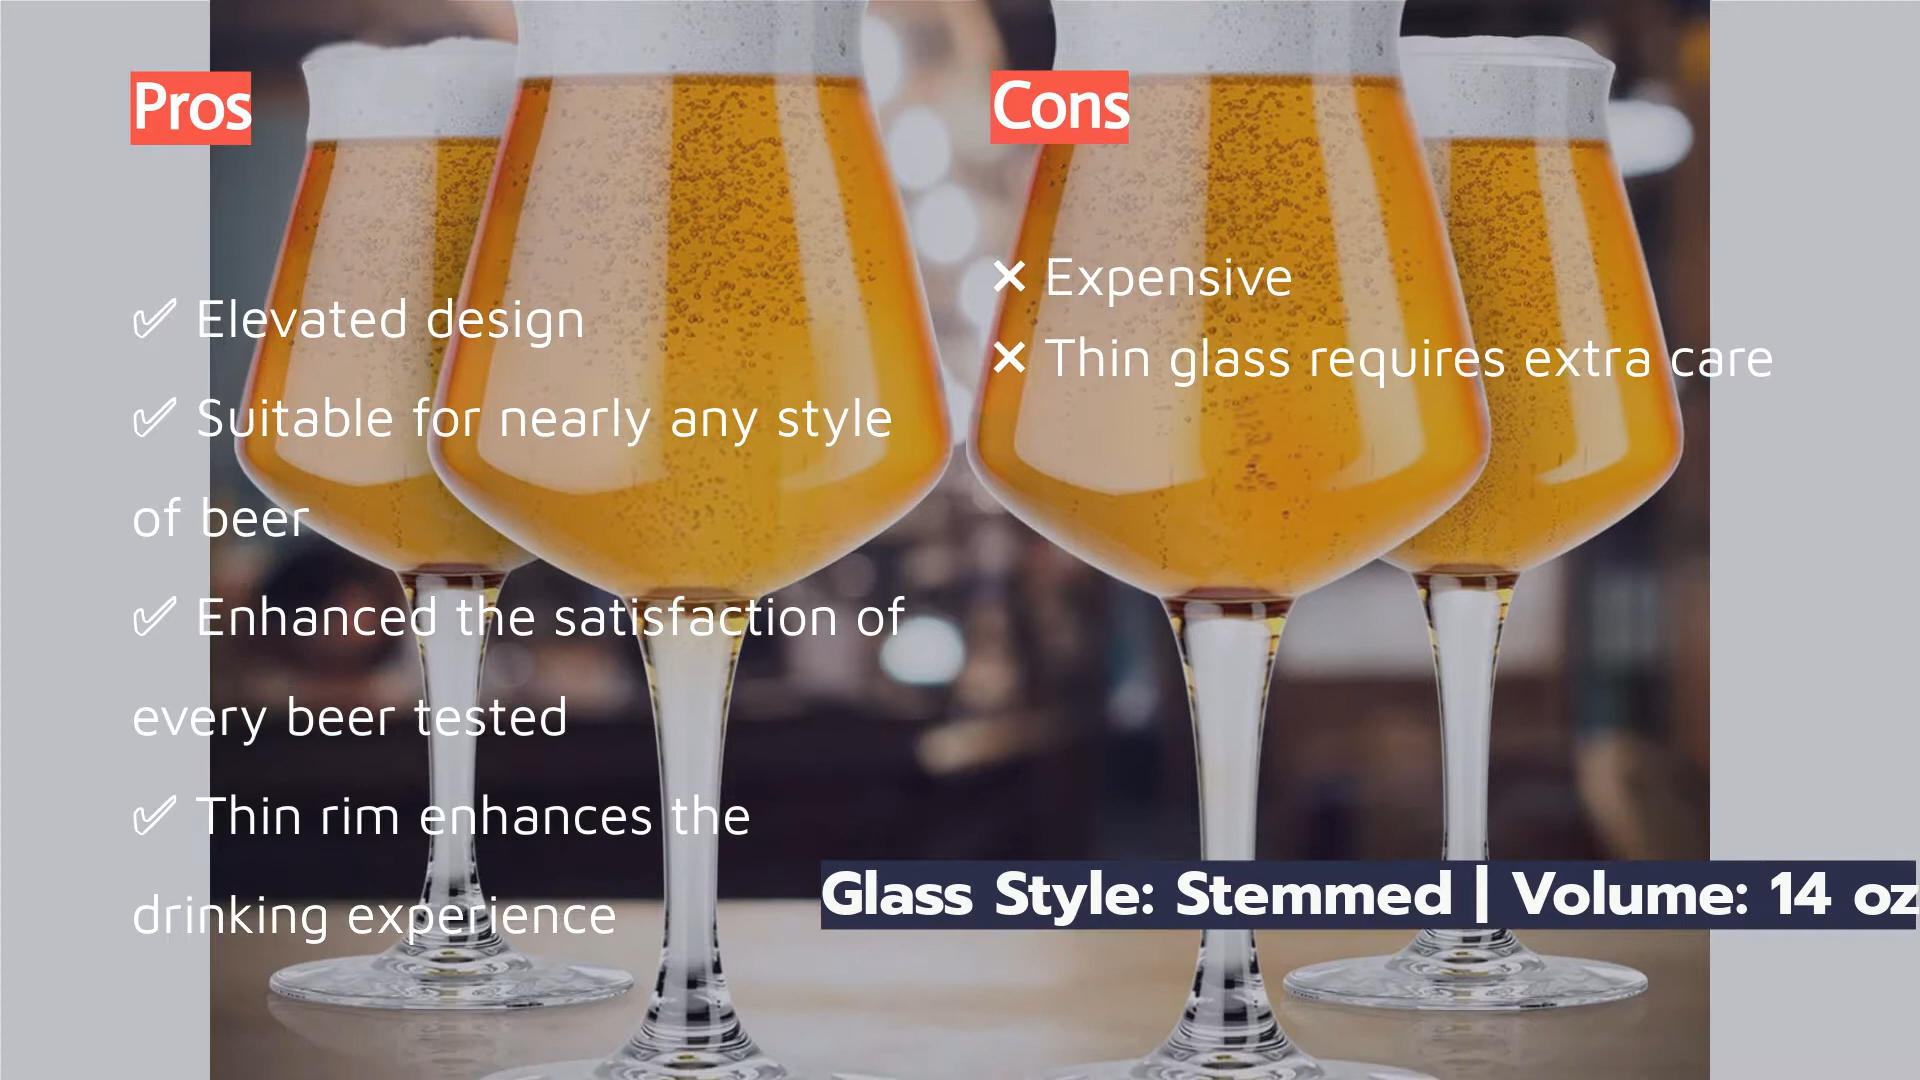 Pros
✓ Elevated design
✓ Suitable for nearly any style
of beer
✓ Enhanced the satisfaction of
every beer tested
✓ Thin rim enhances the
drinking experience
Cons
✕ Expensive
✕ Thin glass requires extra care
Glass Style: Stemmed | Volume: 14 oz